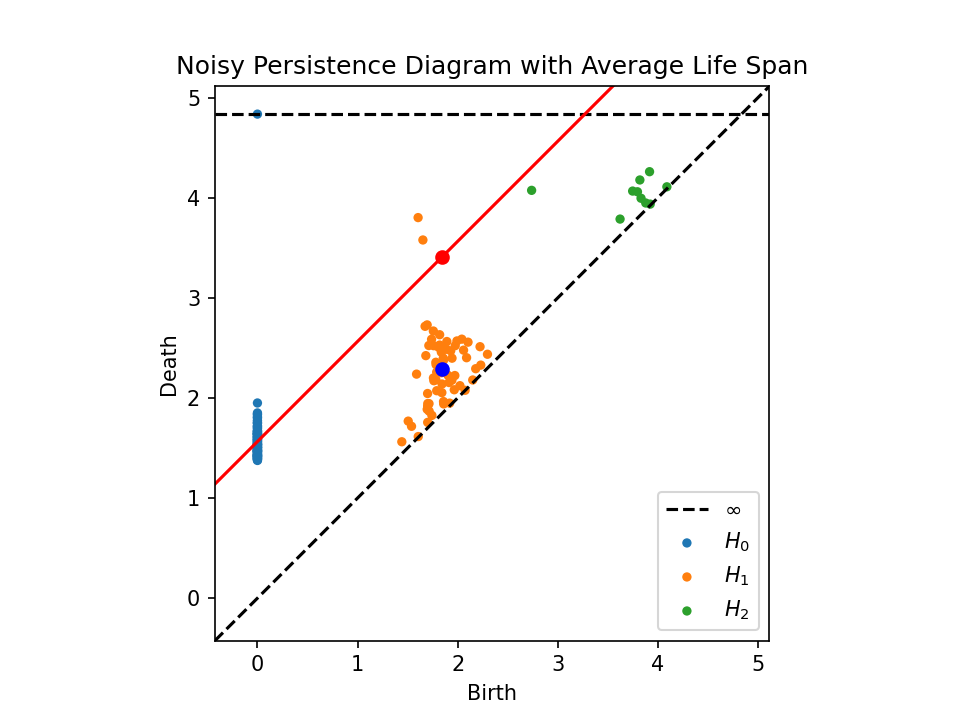 Noisy Persistence Diagram with Average Life Span
5
4
3
2
1
0
Death
∞
H₀
H₁
H₂
0 1 2 3 4 5
Birth